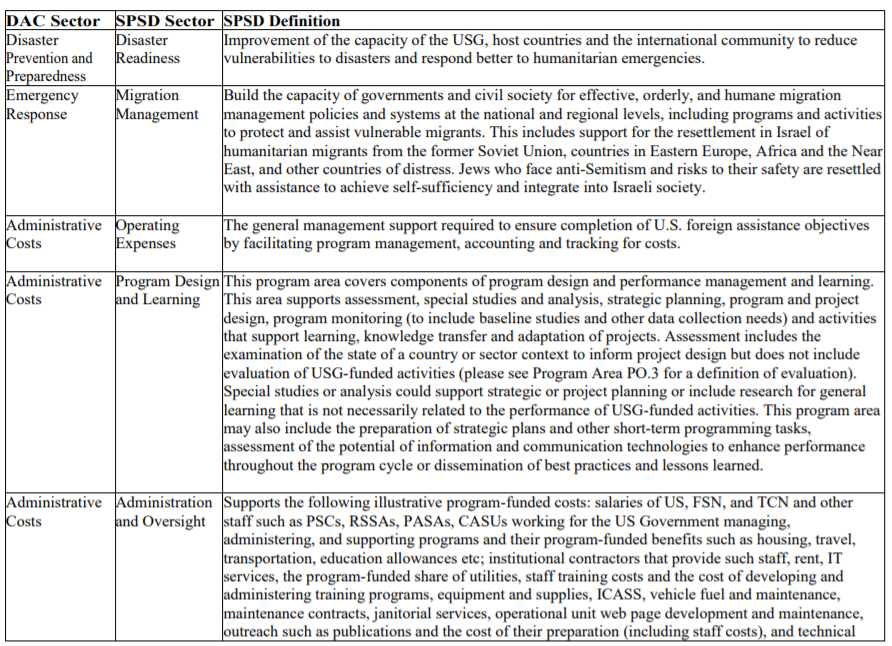 DAC Sector SPSD Sector SPSD Definition
Disaster Prevention and Preparedness
Disaster Readiness
Improvement of the capacity of the USG, host countries and the international community to reduce
vulnerabilities to disasters and respond better to humanitarian emergencies.
Emergency Response
Migration Management
Build the capacity of governments and civil society for effective, orderly, and humane migration
management policies and systems at the national and regional levels, including programs and activities
to protect and assist vulnerable migrants. This includes support for the resettlement in Israel of
humanitarian migrants from the former Soviet Union, countries in Eastern Europe, Africa and the Near
East, and other countries of distress. Jews who face anti-Semitism and risks to their safety are resettled
with assistance to achieve self-sufficiency and integrate into Israeli society.
Administrative Costs
Operating Expenses
The general management support required to ensure completion of U.S. foreign assistance objectives
by facilitating program management, accounting and tracking for costs.
Administrative Costs
Program Design and Learning
This program area covers components of program design and performance management and learning.
This area supports assessment, special studies and analysis, strategic planning, program and project
design, program monitoring (to include baseline studies and other data collection needs) and activities
that support learning, knowledge transfer and adaptation of projects. Assessment includes the
examination of the state of a country or sector context to inform project design but does not include
evaluation of USG-funded activities (please see Program Area PO.3 for a definition of evaluation).
Special studies or analysis could support strategic or project planning or include research for general
learning that is not necessarily related to the performance of USG-funded activities. This program area
may also include the preparation of strategic plans and other short-term programming tasks,
assessment of the potential of information and communication technologies to enhance performance
throughout the program cycle or dissemination of best practices and lessons learned.
Administrative Costs
Administration and Oversight
Supports the following illustrative program-funded costs: salaries of US, FSN, and TCN and other
staff such as PSCs, RSSAs, PASAs, CASUs working for the US Government managing,
administering, and supporting programs and their program-funded benefits such as housing, travel,
transportation, education allowances etc; institutional contractors that provide such staff, rent, IT
services, the program-funded share of utilities, staff training costs and the cost of developing and
administering training programs, equipment and supplies, ICASS, vehicle fuel and maintenance,
maintenance contracts, janitorial services, operational unit web page development and maintenance,
outreach such as publications and the cost of their preparation (including staff costs), and technical